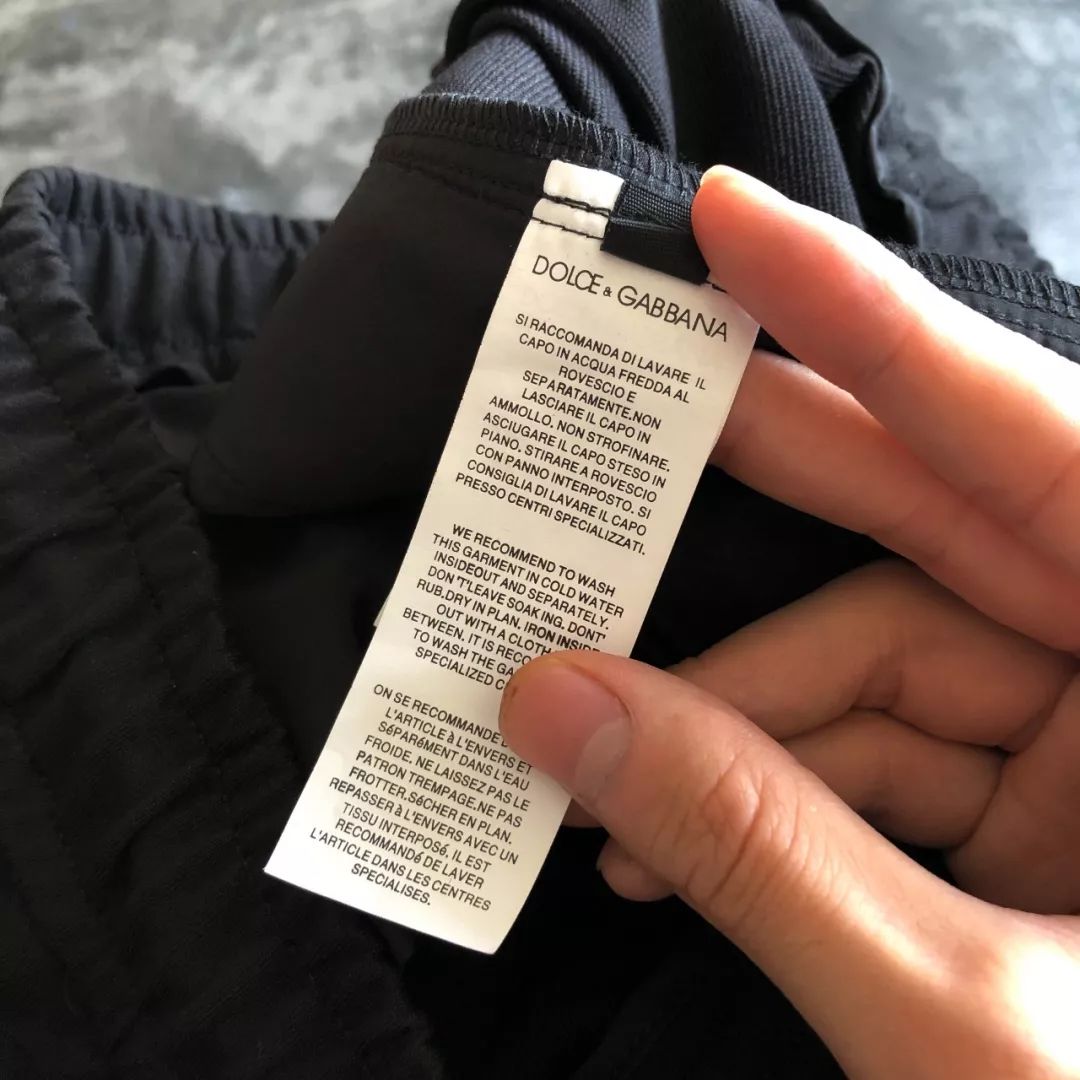 DOLCE & GABBANA
SI RACCOMANDA DI LAVARE IL
CAPO IN ACQUA FREDDA AL
ROVESCIO E
SEPARATAMENTE.NON
LASCIARE IL CAPO IN
AMMOLLO. NON STROFINARE.
ASCIUGARE IL CAPO STESO IN
PIANO. STIRARE A ROVESCIO
CON PANNO INTERPOSTO. SI
CONSIGLIA DI LAVARE IL CAPO
PRESSO CENTRI SPECIALIZZATI.
WE RECOMMEND TO WASH
THIS GARMENT IN COLD WATER
INSIDEOUT AND SEPARATELY.
DON'T'LEAVE SOAKING. DONT'
RUB.DRY IN PLAN. IRON INSIDE
OUT WITH A CLOTH
BETWEEN. IT IS
TO WASH THE
SPECIALIZED
ON SE RECOMMANDE
L'ARTICLE à L'ENVERS ET
SéPARéMENT DANS L'EAU
FROIDE. NE LAISSEZ PAS LE
PATRON TREMPAGE.NE PAS
FROTTER.SéCHER EN PLAN.
REPASSER à L'ENVERS AVEC UN
TISSU INTERPOSé. IL EST
RECOMMANDé DE LAVER
L'ARTICLE DANS LES CENTRES
SPECIALISES.